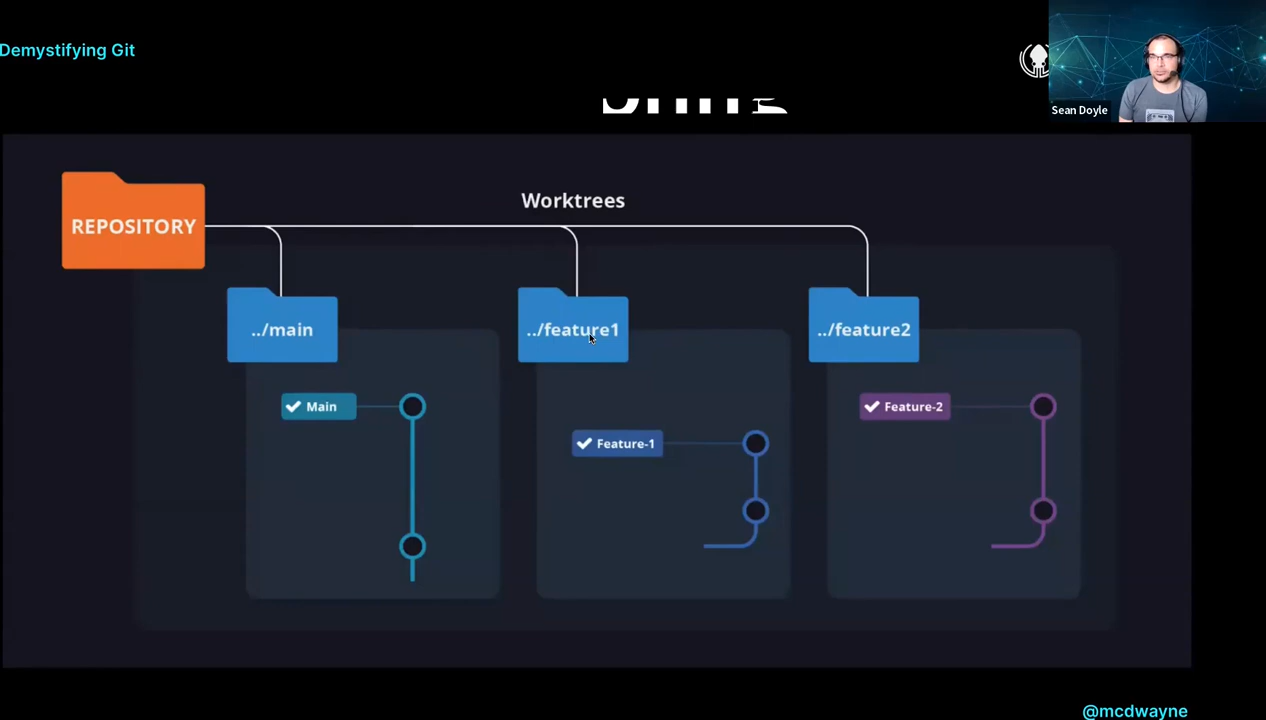 Demystifying Git
Sean Doyle
Worktrees
REPOSITORY
../main
../feature1
../feature2
Main
Feature-1
Feature-2
@mcdwayne